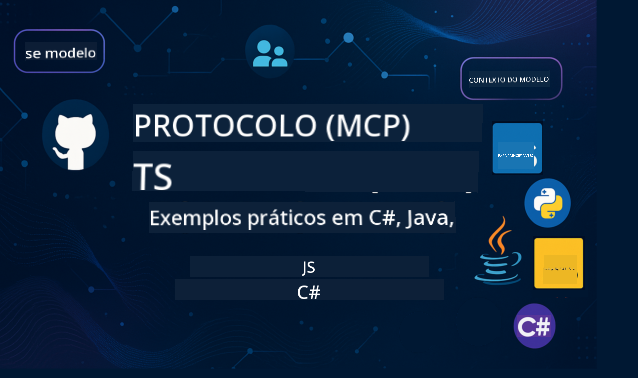 se modelo
CONTEXTO DO MODELO
PROTOCOLO (MCP)
TS
Exemplos práticos em C#, Java,
JS
C#
C#